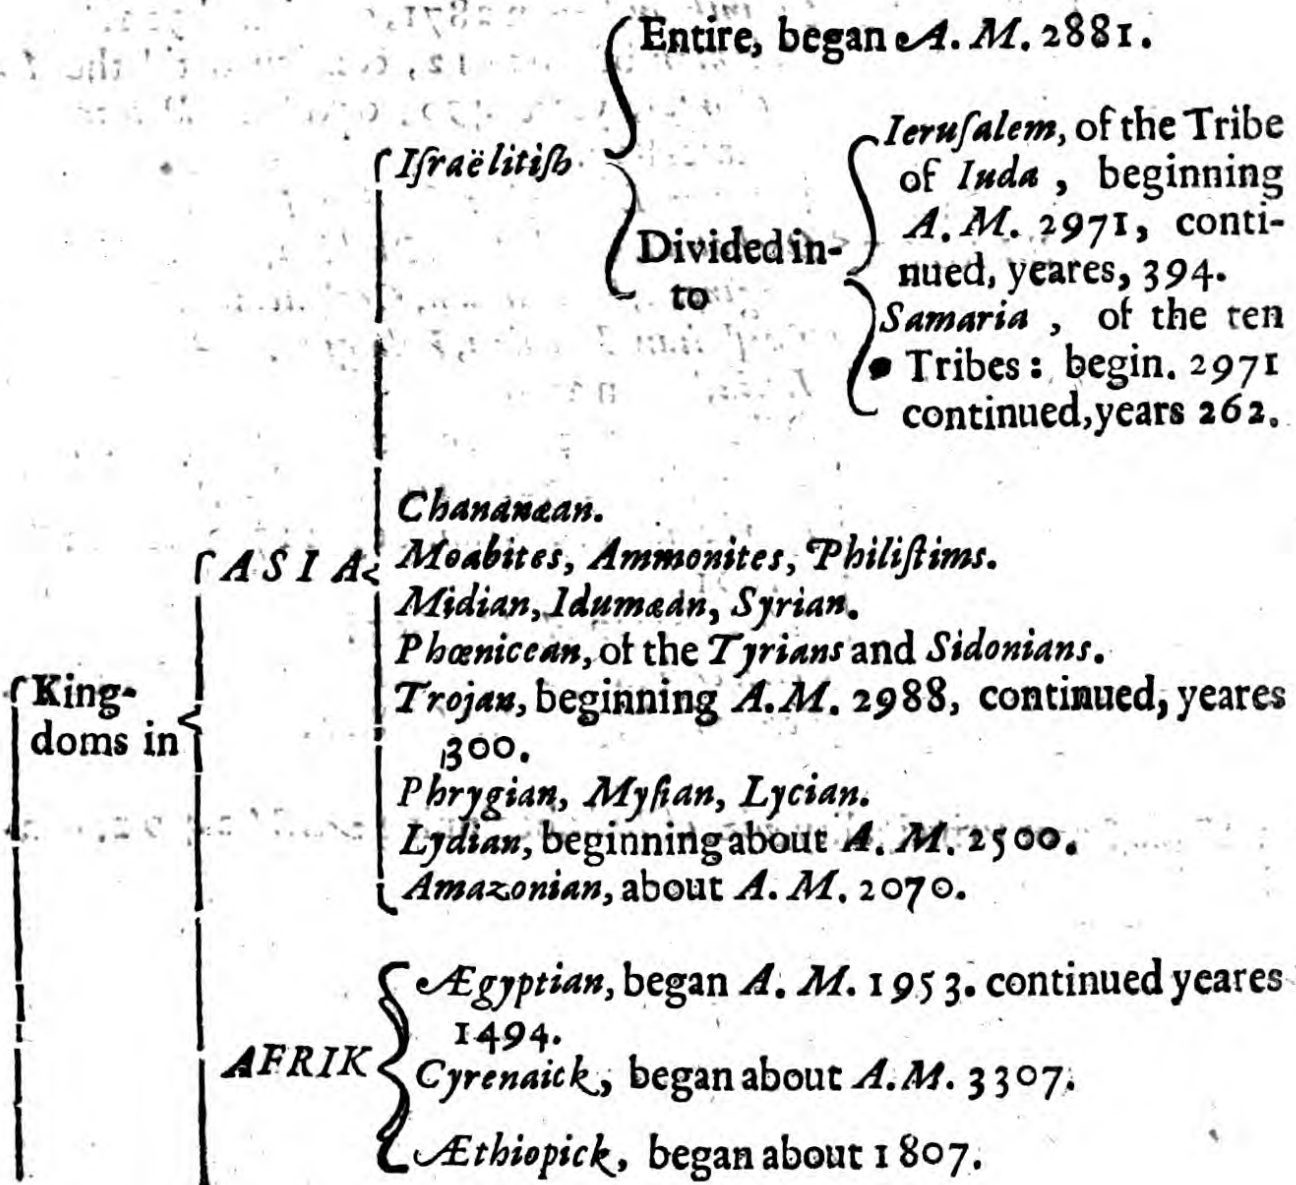 Entire, began A. M. 2881.
Iſraëlitiſh
Ieruſalem, of the Tribe
of Iuda, beginning
A. M. 2971, conti-
nued, yeares, 394.
Divided in-
to
Samaria, of the ten
Tribes: begin. 2971
continued, years 262.
Chananæan.
ASIA
Moabites, Ammonites, Philiſtims.
Midian, Idumæan, Syrian.
Phœnicean, of the Tyrians and Sidonians.
King-
doms in
Trojan, beginning A. M. 2988, continued, yeares
300.
Phrygian, Myſian, Lycian.
Lydian, beginning about A. M. 2500.
Amazonian, about A. M. 2070.
AFRIK
Ægyptian, began A. M. 1953. continued yeares
1494.
Cyrenaick, began about A. M. 3307.
Æthiopick, began about 1807.